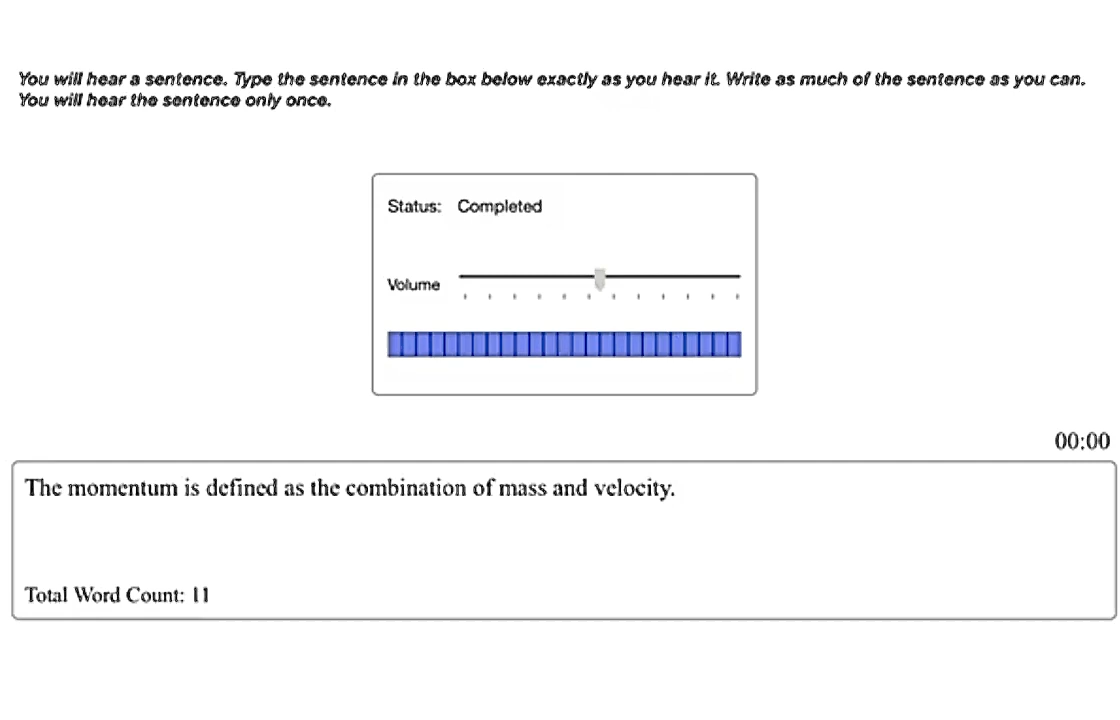 You will hear a sentence. Type the sentence in the box below exactly as you hear it. Write as much of the sentence as you can.
You will hear the sentence only once.
Status: Completed
Volume
00:00
The momentum is defined as the combination of mass and velocity.
Total Word Count: 11